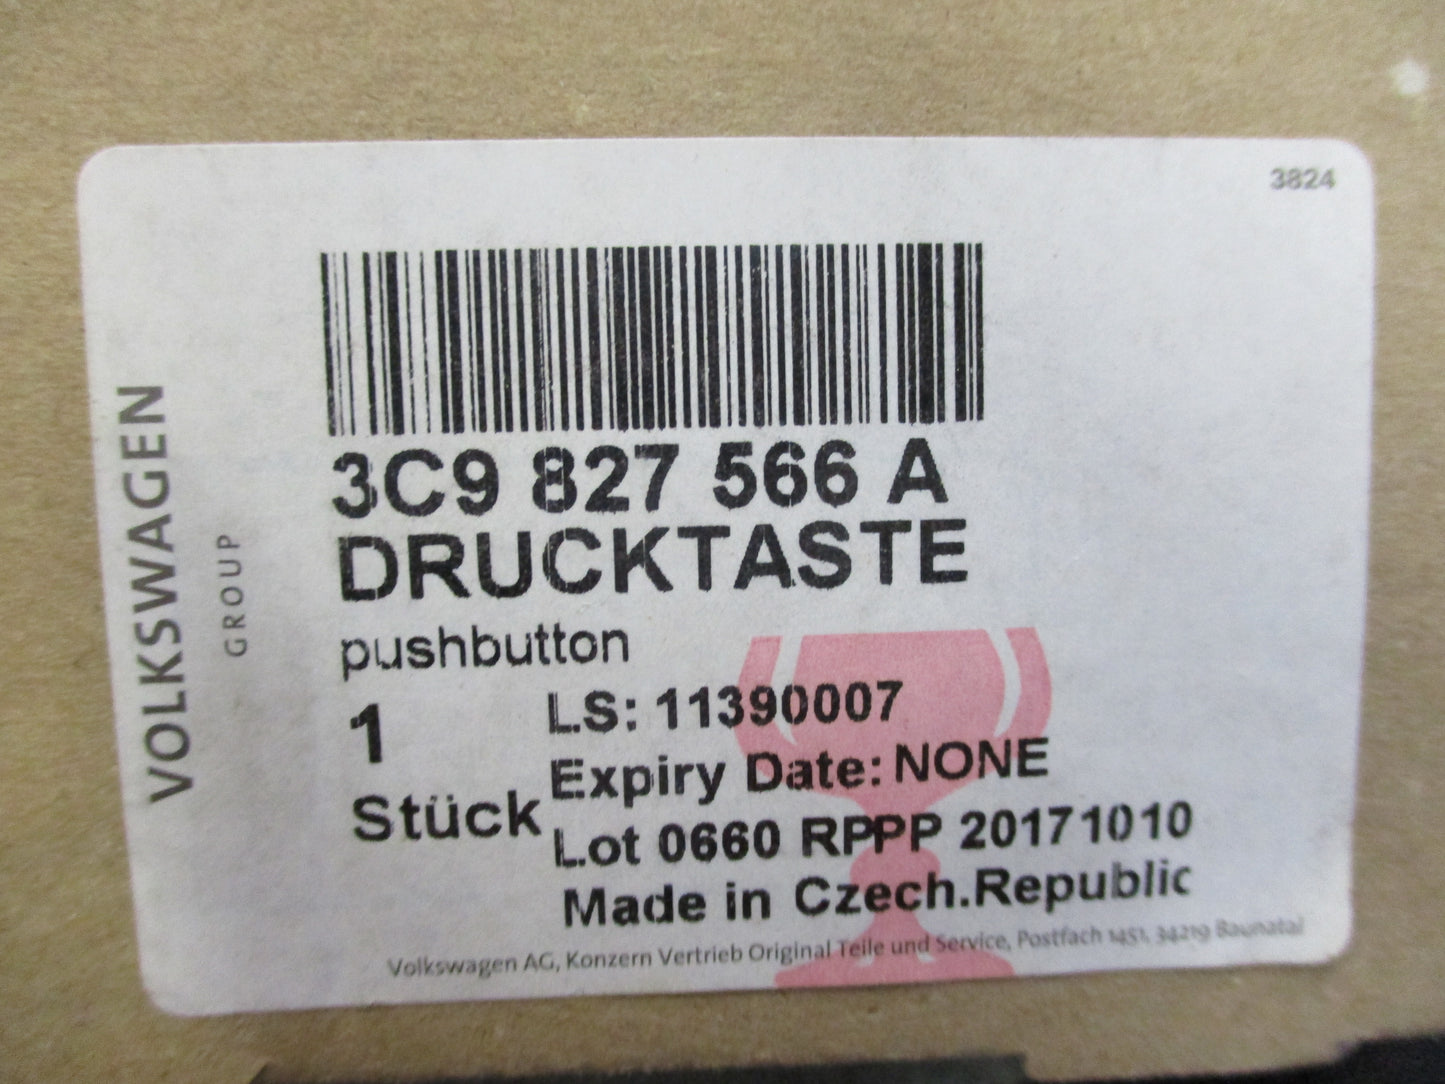 3824
VOLKSWAGEN
GROUP
3C9 827 566 A
DRUCKTASTE
pushbutton
1
Stück
LS: 11390007
Expiry Date: NONE
Lot 0660 RPPP 20171010
Made in Czech.Republic
Volkswagen AG, Konzern Vertrieb Original Teile und Service, Postfach 1451, 34219 Baunatal